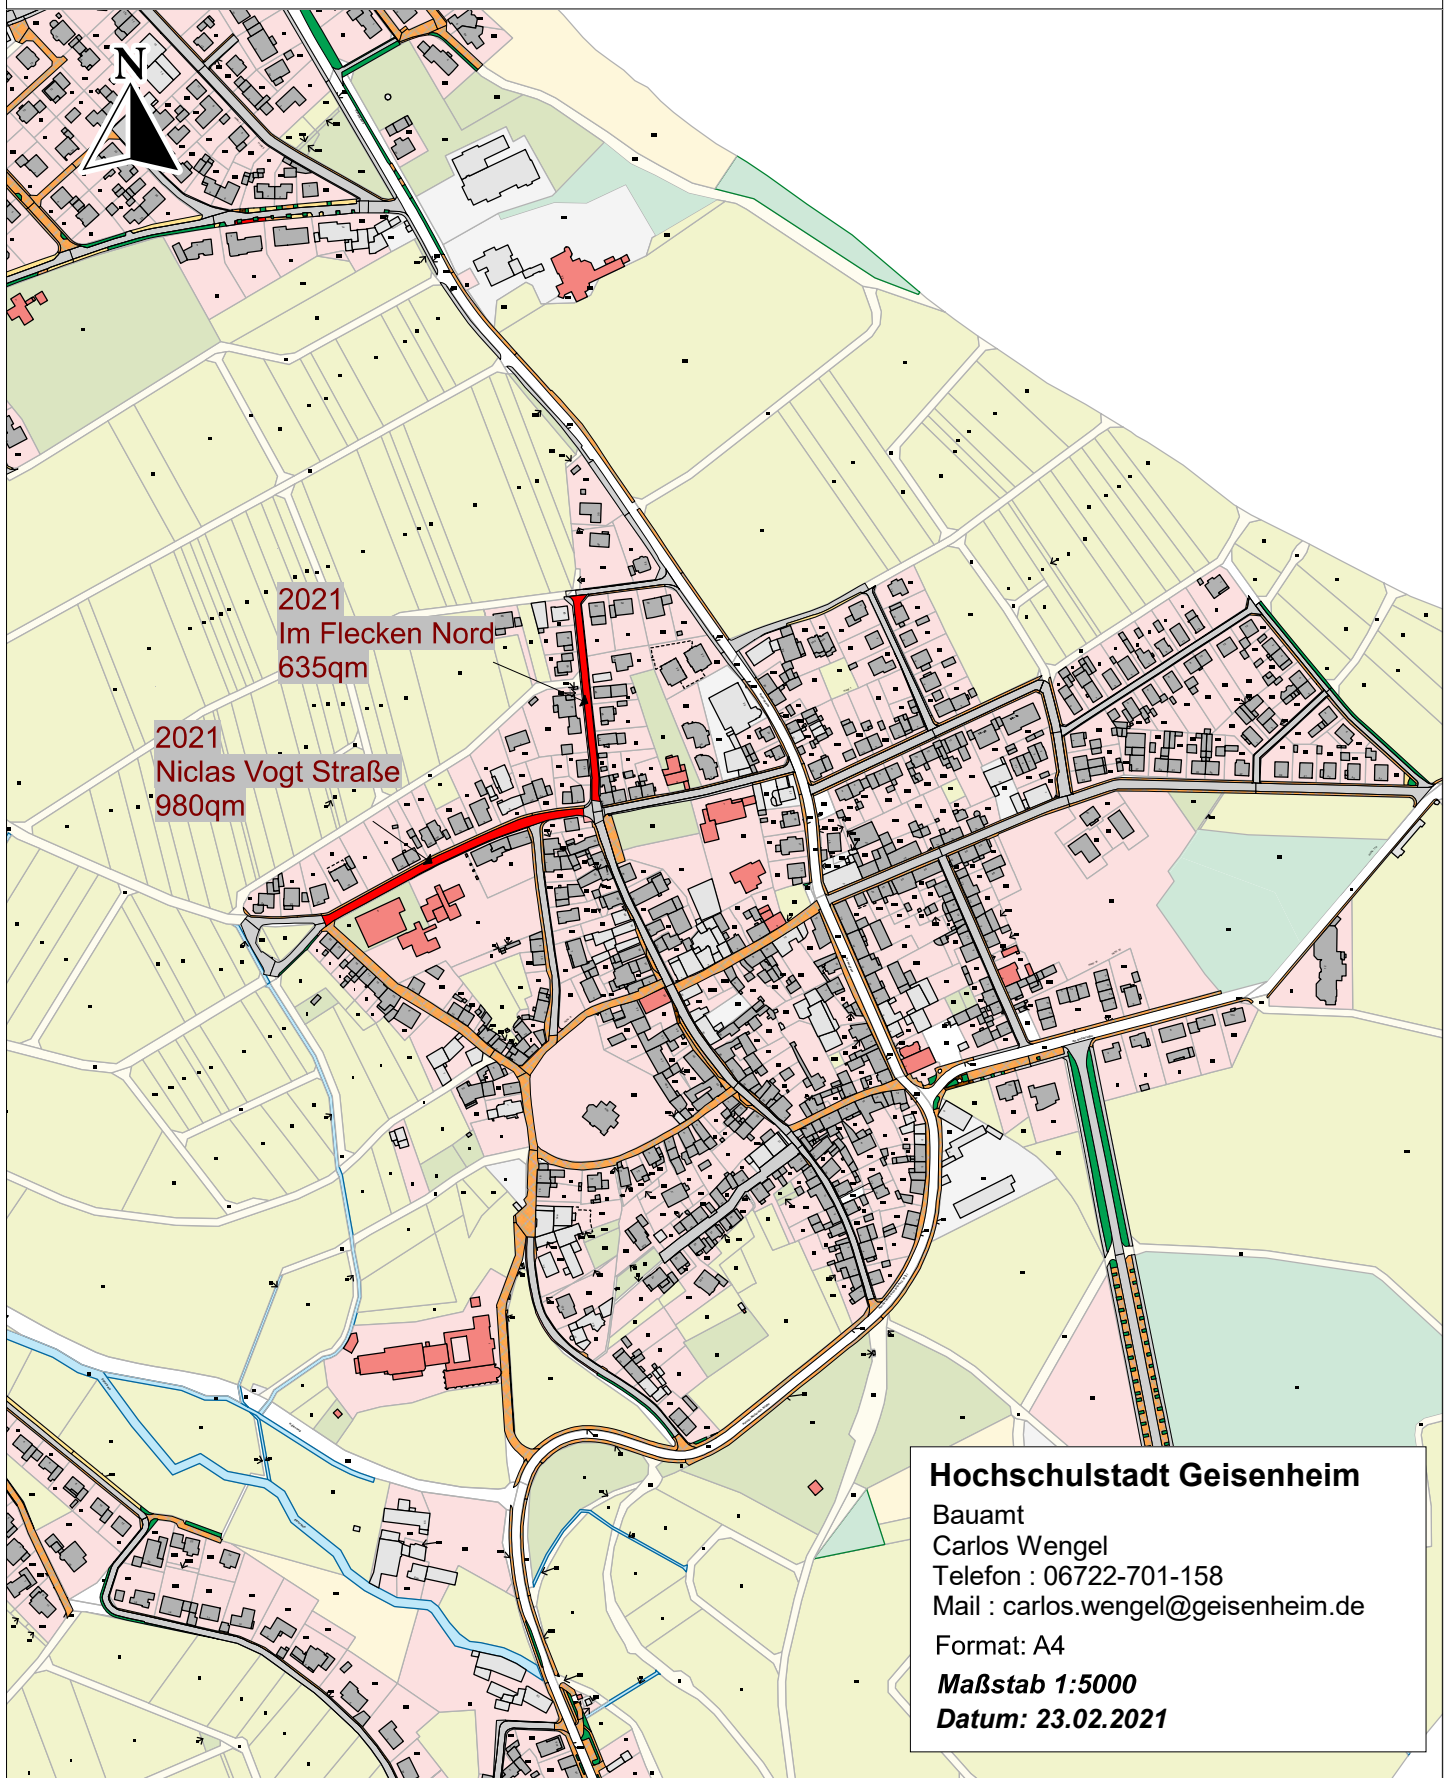 N
2021
Im Flecken Nord
635qm
2021
Niclas Vogt Straße
980qm
Hochschulstadt Geisenheim
Bauamt
Carlos Wengel
Telefon : 06722-701-158
Mail : carlos.wengel@geisenheim.de
Format: A4
Maßstab 1:5000
Datum: 23.02.2021